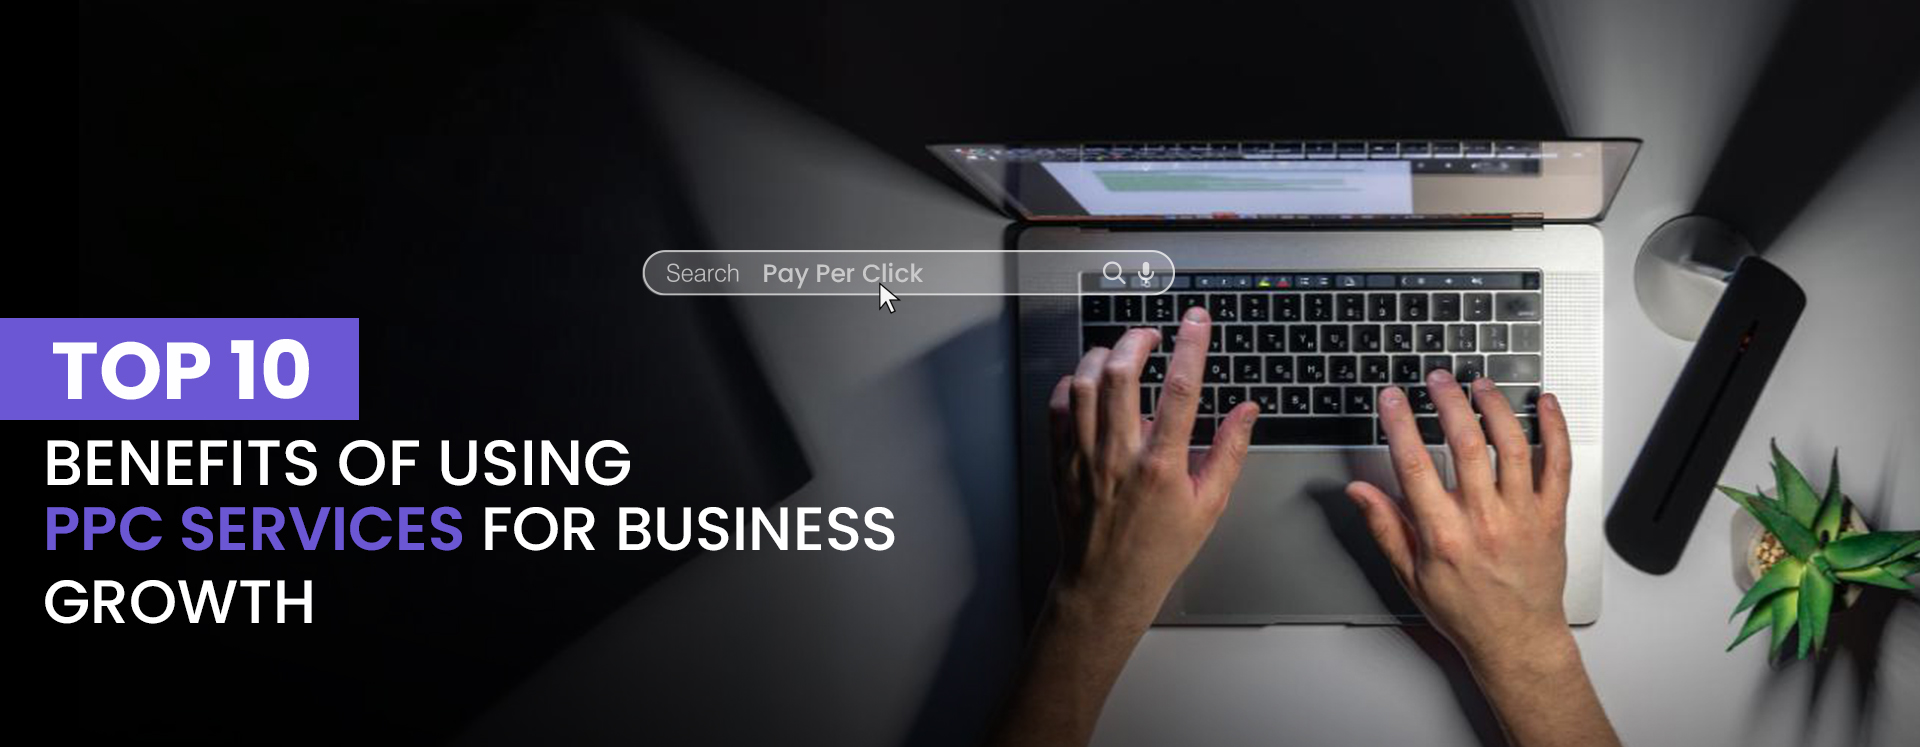 Search Pay Per Click
TOP 10
BENEFITS OF USING
PPC SERVICES FOR BUSINESS
GROWTH